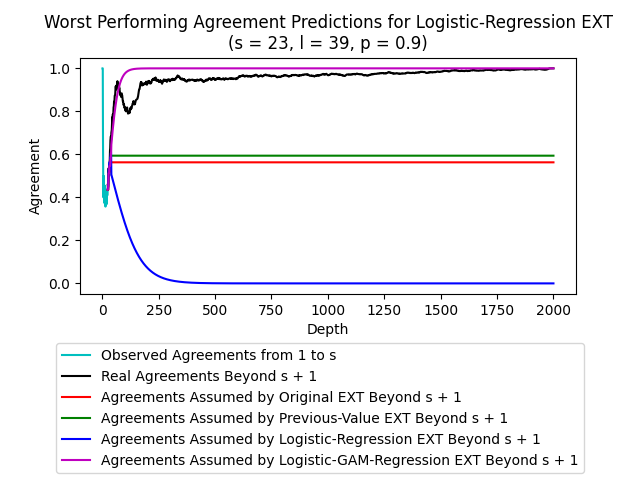 Worst Performing Agreement Predictions for Logistic-Regression EXT
(s = 23, l = 39, p = 0.9)
1.0
0.8
0.6
0.4
0.2
0.0
Agreement
0 250 500 750 1000 1250 1500 1750 2000
Depth
Observed Agreements from 1 to s
Real Agreements Beyond s + 1
Agreements Assumed by Original EXT Beyond s + 1
Agreements Assumed by Previous-Value EXT Beyond s + 1
Agreements Assumed by Logistic-Regression EXT Beyond s + 1
Agreements Assumed by Logistic-GAM-Regression EXT Beyond s + 1